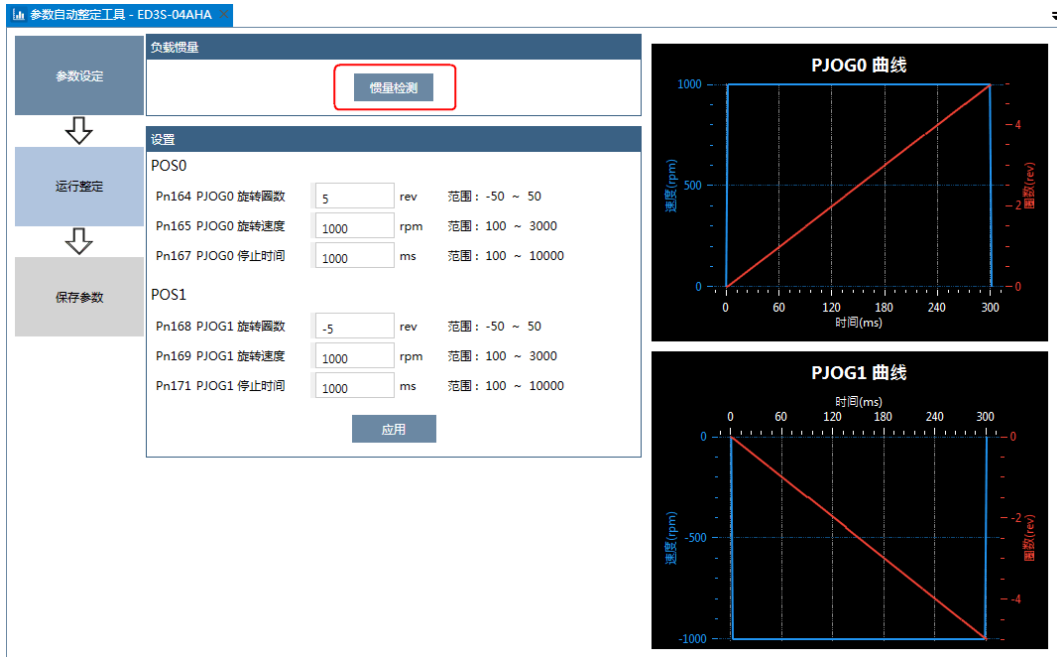 参数自动整定工具 - ED3S-04AHA
参数设定
运行整定
保存参数
负载惯量
惯量检测
设置
POS0
Pn164 PJOG0 旋转圈数 5 rev 范围：-50 ~ 50
Pn165 PJOG0 旋转速度 1000 rpm 范围：100 ~ 3000
Pn167 PJOG0 停止时间 1000 ms 范围：100 ~ 10000
POS1
Pn168 PJOG1 旋转圈数 -5 rev 范围：-50 ~ 50
Pn169 PJOG1 旋转速度 1000 rpm 范围：100 ~ 3000
Pn171 PJOG1 停止时间 1000 ms 范围：100 ~ 10000
应用
PJOG0 曲线
1000
500
0
速度(rpm)
4
2
0
圈数(rev)
0 60 120 180 240 300
时间(ms)
PJOG1 曲线
时间(ms)
0 60 120 180 240 300
0
-500
-1000
速度(rpm)
0
-2
-4
圈数(rev)